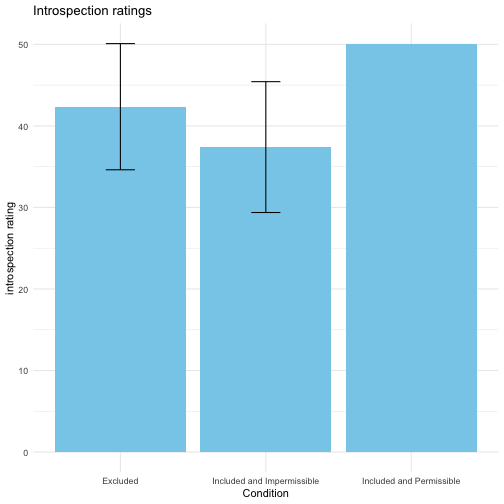 Introspection ratings
50
40
30
20
10
0
introspection rating
Excluded
Included and Impermissible
Included and Permissible
Condition